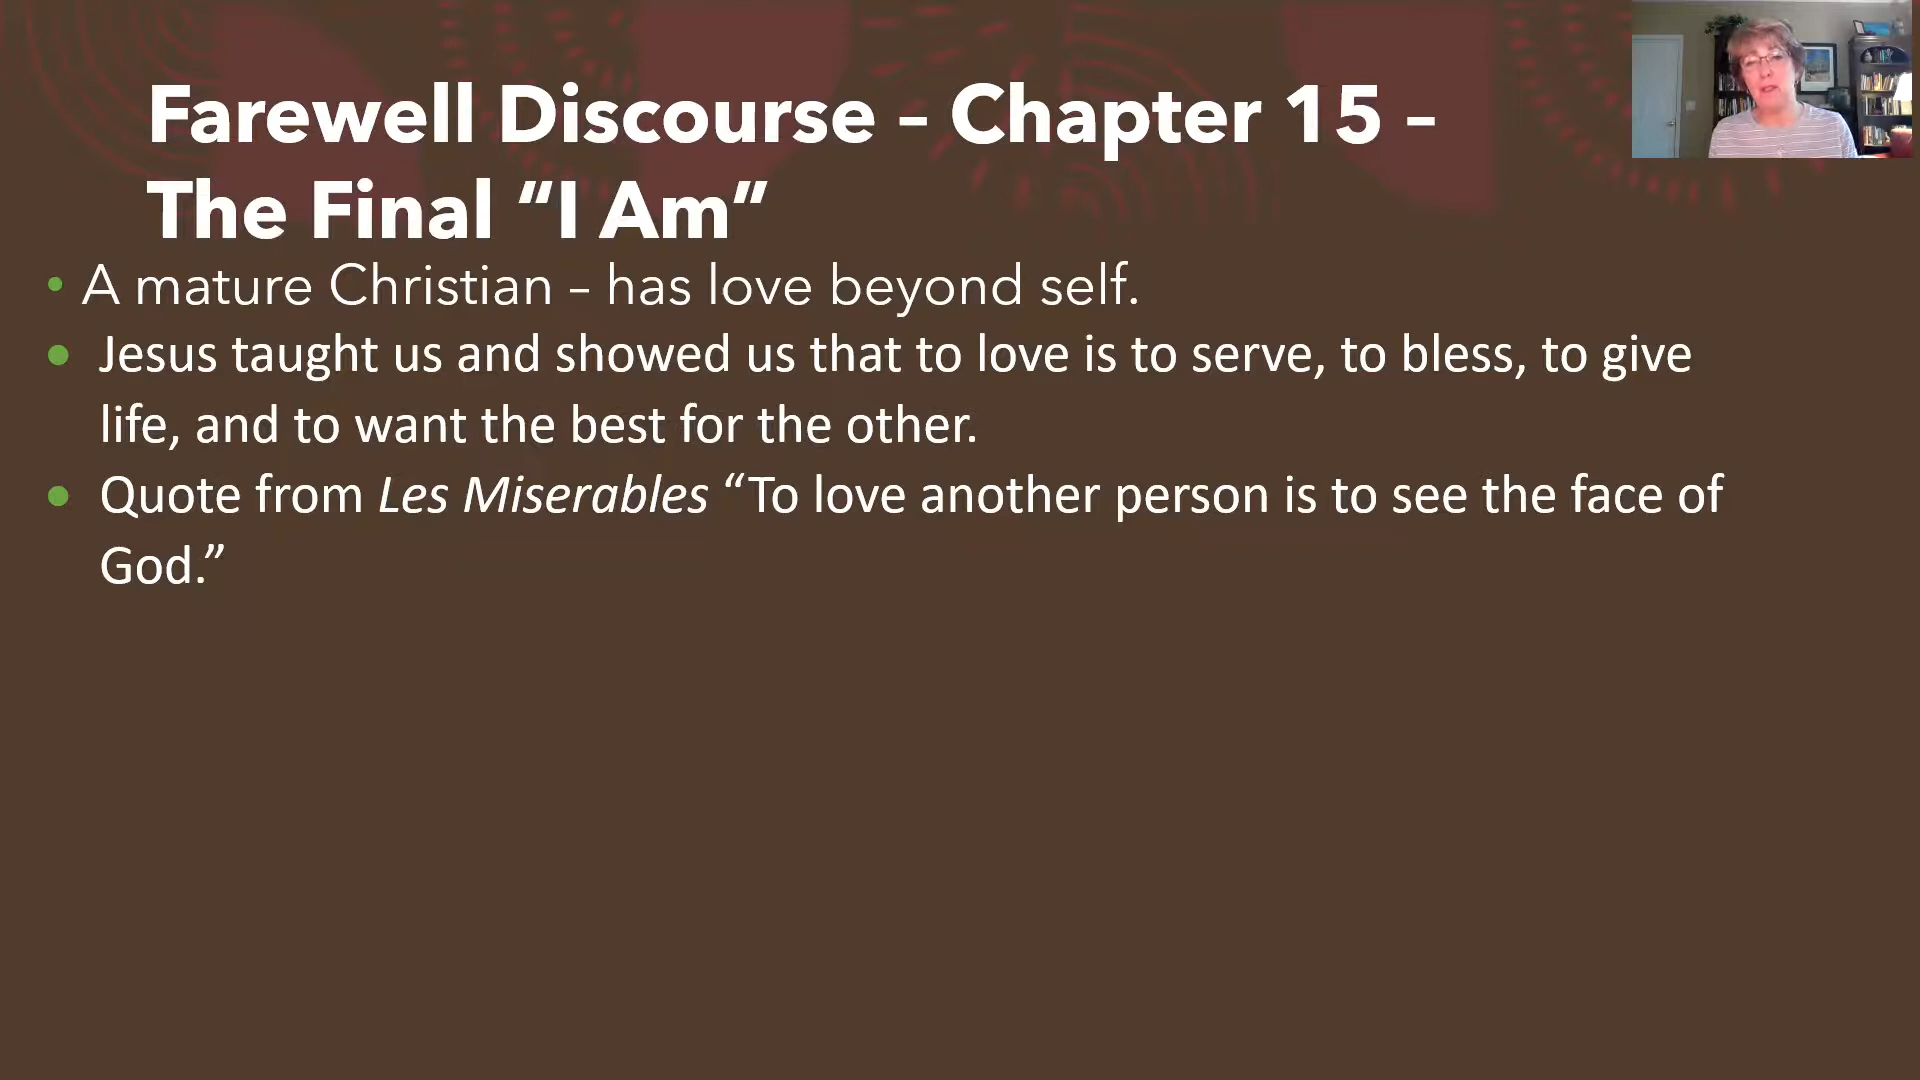 Farewell Discourse – Chapter 15 –
The Final “I Am”
• A mature Christian – has love beyond self.
• Jesus taught us and showed us that to love is to serve, to bless, to give
life, and to want the best for the other.
• Quote from Les Miserables “To love another person is to see the face of
God.”